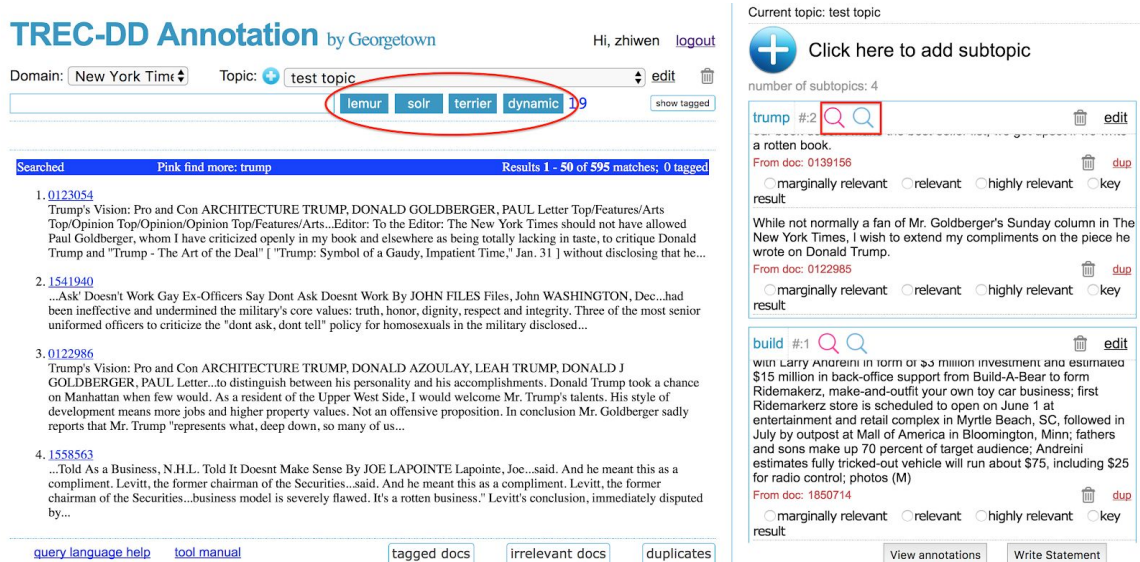 TREC-DD Annotation by Georgetown
Hi, zhiwen logout
Domain: New York Time Topic: test topic edit
lemur solr terrier dynamic 19 show tagged
Searched Pink find more: trump Results 1 - 50 of 595 matches; 0 tagged
1. 0123054
Trump's Vision: Pro and Con ARCHITECTURE TRUMP, DONALD GOLDBERGER, PAUL Letter Top/Features/Arts
Top/Opinion Top/Opinion/Opinion Top/Features/Arts...Editor: To the Editor: The New York Times should not have allowed
Paul Goldberger, whom I have criticized openly in my book and elsewhere as being totally lacking in taste, to critique Donald
Trump and "Trump - The Art of the Deal" [ "Trump: Symbol of a Gaudy, Impatient Time," Jan. 31 ] without disclosing that he...
2. 1541940
...Ask' Doesn't Work Gay Ex-Officers Say Dont Ask Doesnt Work By JOHN FILES Files, John WASHINGTON, Dec...had
been ineffective and undermined the military's core values: truth, honor, dignity, respect and integrity. Three of the most senior
uniformed officers to criticize the "dont ask, dont tell" policy for homosexuals in the military disclosed...
3. 0122986
Trump's Vision: Pro and Con TRUMP, DONALD AZOULAY, LEAH TRUMP, DONALD J
GOLDBERGER, PAUL Letter...to distinguish between his personality and his accomplishments. Donald Trump took a chance
on Manhattan when few would. As a resident of the Upper West Side, I would welcome Mr. Trump's talents. His style of
development means more jobs and higher property values. Not an offensive proposition. In conclusion Mr. Goldberger sadly
reports that Mr. Trump "represents what, deep down, so many of us...
4. 1558563
...Told As a Business, N.H.L. Told It Doesnt Make Sense By JOE LAPOINTE Lapointe, Joe...said. And he meant this as a
compliment. Levitt, the former chairman of the Securities...said. And he meant this as a compliment. Levitt, the former
chairman of the Securities...business model is severely flawed. It's a rotten business." Levitt's conclusion, immediately disputed
by...
query language help tool manual tagged docs irrelevant docs duplicates
Current topic: test topic
Click here to add subtopic
number of subtopics: 4
trump #:2 edit
a rotten book.
From doc: 0139156 dup
marginally relevant relevant highly relevant key
result
While not normally a fan of Mr. Goldberger's Sunday column in The
New York Times, I wish to extend my compliments on the piece he
wrote on Donald Trump.
From doc: 0122985 dup
marginally relevant relevant highly relevant key
result
build #:1 edit
with Larry Andreini in form of $3 million investment and estimated
$15 million in back-office support from Build-A-Bear to form
Ridemakerz, make-and-outfit your own toy car business; first
Ridemarkerz store is scheduled to open on June 1 at
entertainment and retail complex in Myrtle Beach, SC, followed in
July by outpost at Mall of America in Bloomington, Minn; fathers
and sons make up 70 percent of target audience; Andreini
estimates fully tricked-out vehicle will run about $75, including $25
for radio control; photos (M)
From doc: 1850714 dup
marginally relevant relevant highly relevant key
result
View annotations Write Statement